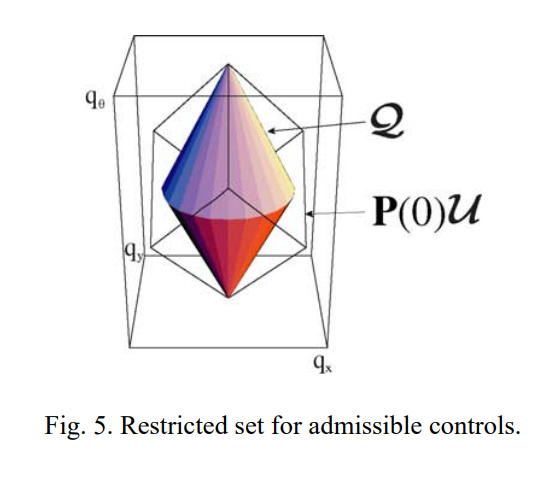 q_θ
𝒬
P(0)𝒰
q_y
q_x
Fig. 5. Restricted set for admissible controls.